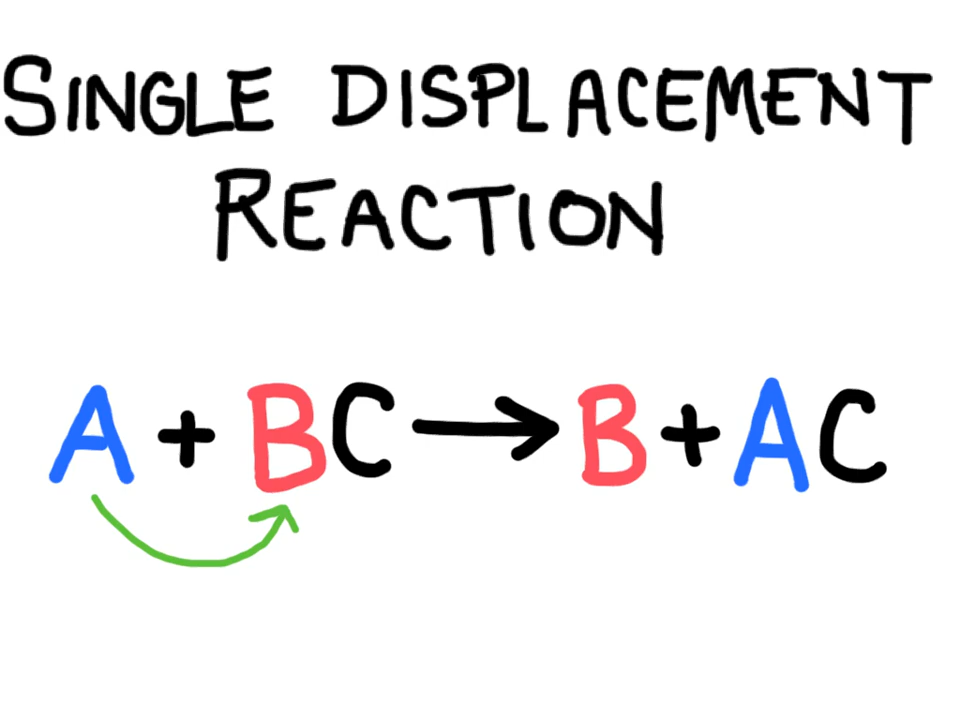 SINGLE DISPLACEMENT
REACTION
A + BC → B + AC